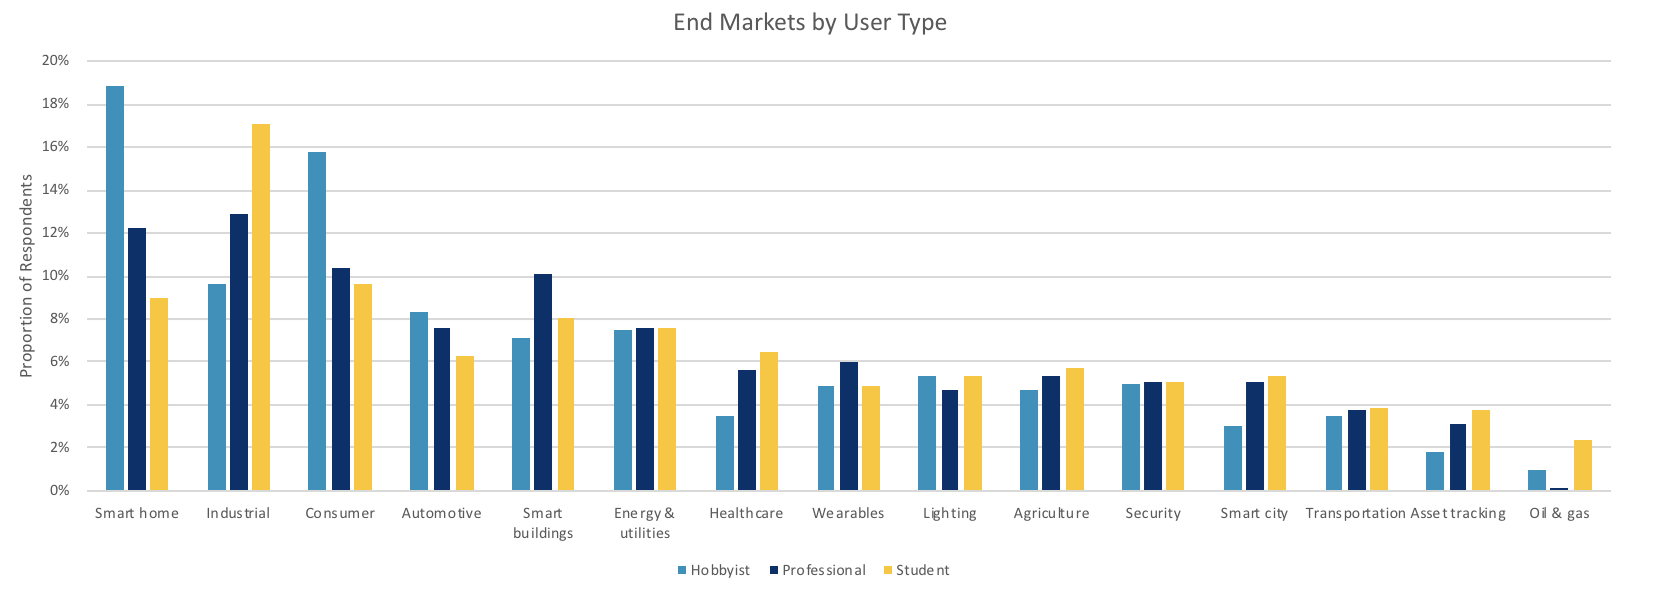 End Markets by User Type
20%
18%
16%
14%
12%
10%
8%
6%
4%
2%
0%
Proportion of Respondents
Smart home Industrial Consumer Automotive Smart buildings Energy & utilities Healthcare Wearables Lighting Agriculture Security Smart city Transportation Asset tracking Oil & gas
Hobbyist Professional Student